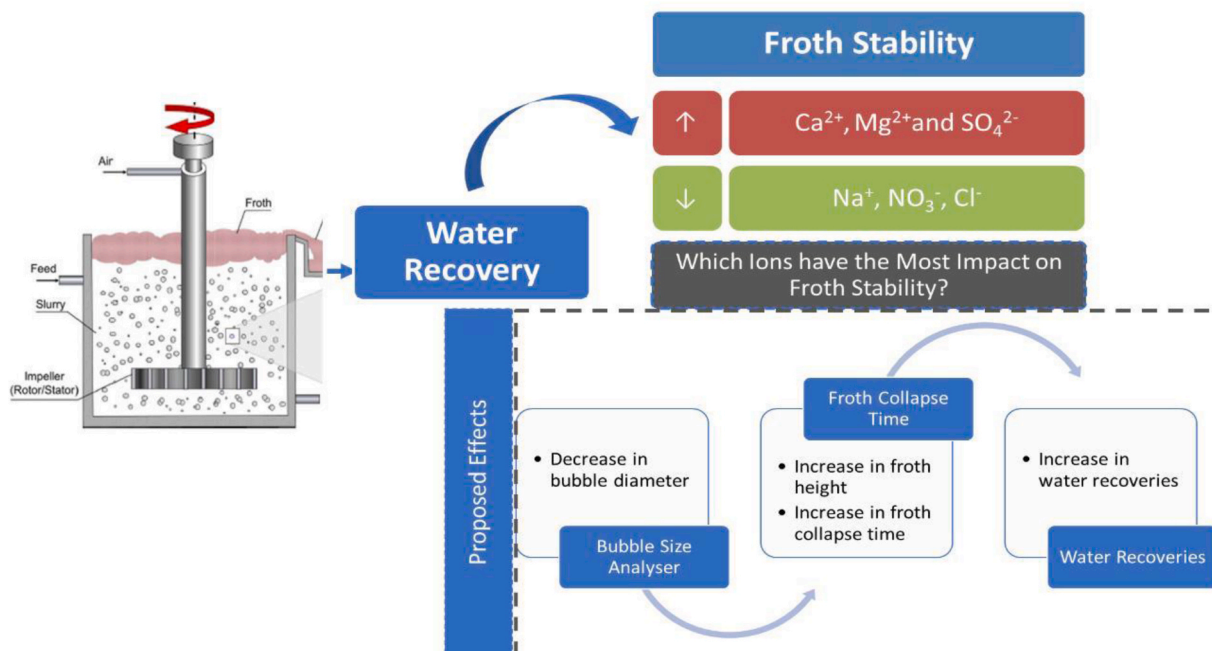 Air
Froth
Feed
Slurry
Impeller
(Rotor/Stator)
Water
Recovery
Froth Stability
↑
Ca²⁺, Mg²⁺and SO₄²⁻
↓
Na⁺, NO₃⁻, Cl⁻
Which Ions have the Most Impact on
Froth Stability?
Proposed Effects
• Decrease in
bubble diameter
Bubble Size
Analyser
Froth Collapse
Time
• Increase in froth
height
• Increase in froth
collapse time
• Increase in
water recoveries
Water Recoveries